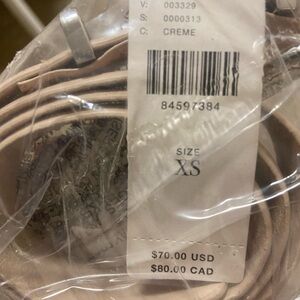 V: 003329
S: 0000313
C: CREME
84597384
SIZE
XS
$70.00 USD
$80.00 CAD